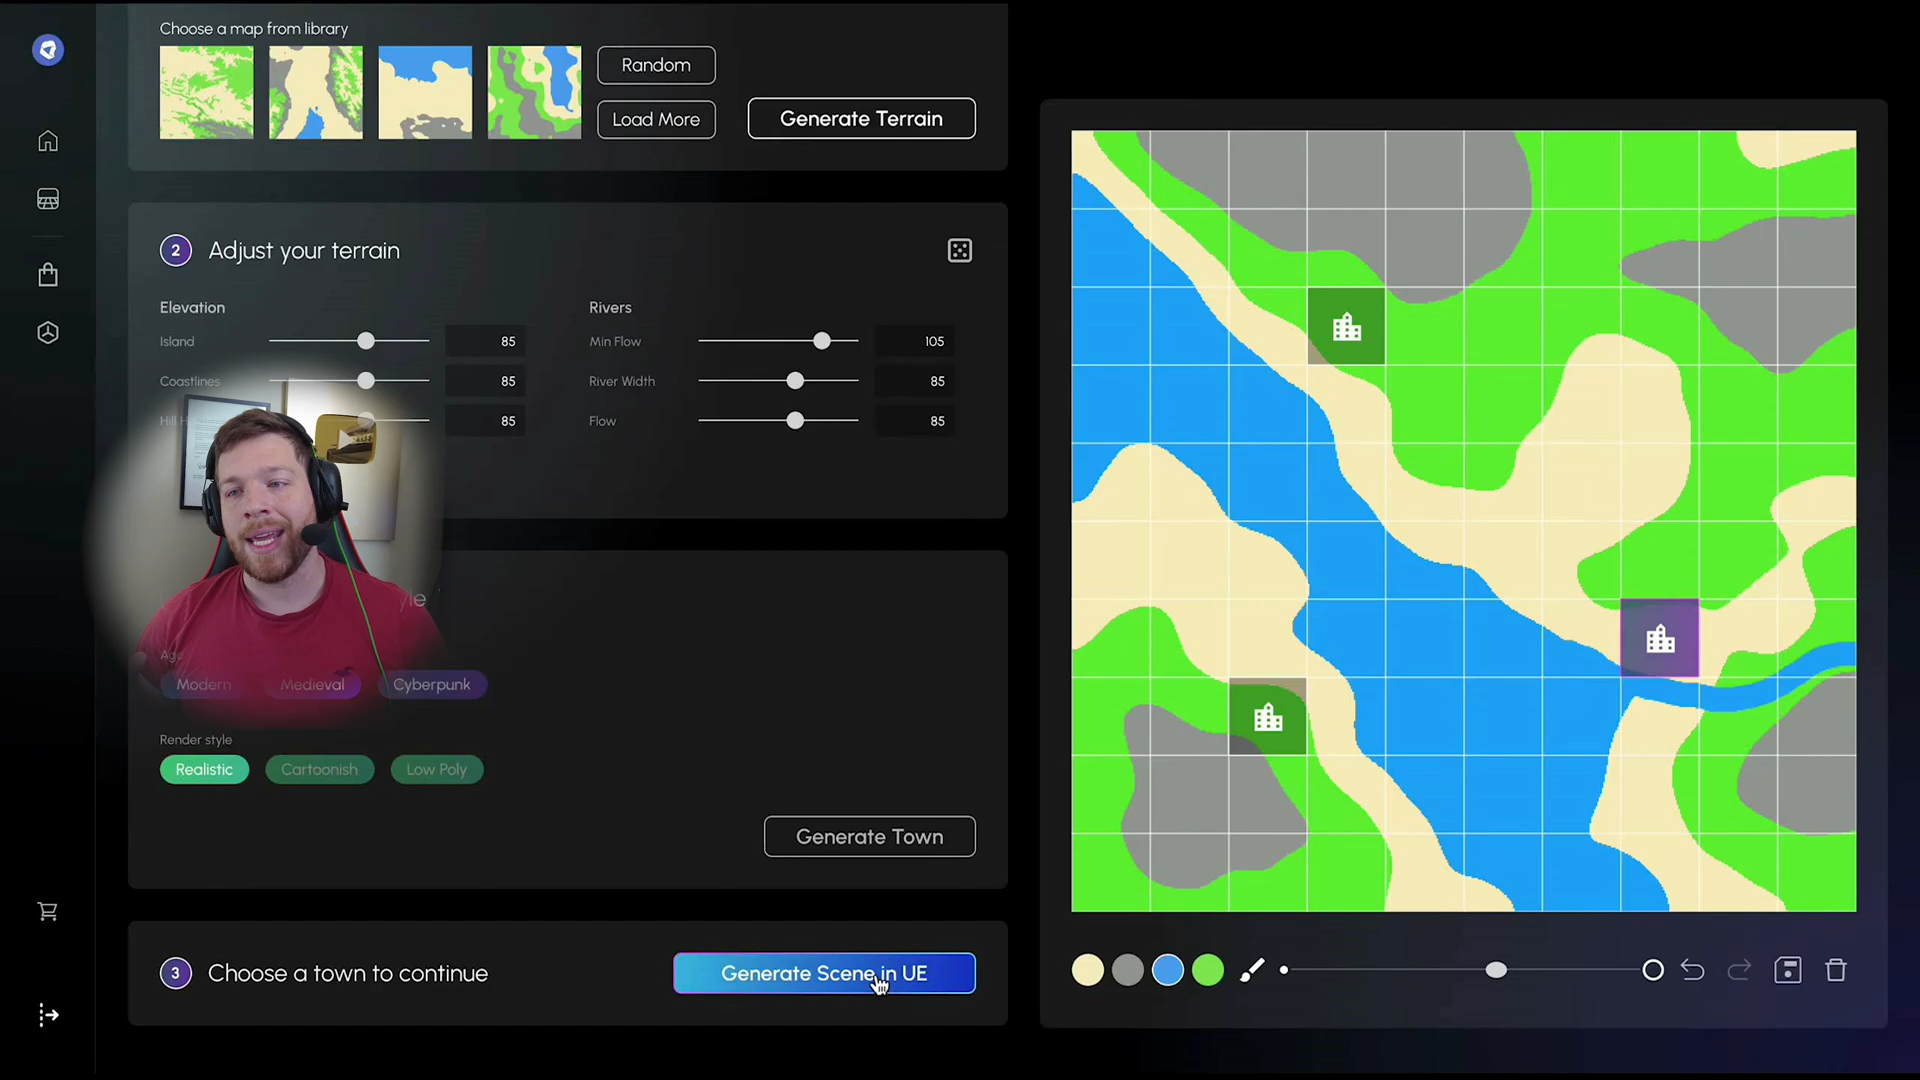 Choose a map from library
Random
Load More
Generate Terrain
2 Adjust your terrain
Elevation
Rivers
Island 85
Min Flow 105
Coastlines 85
River Width 85
85
Flow 85
Modern Medieval Cyberpunk
Render style
Realistic Cartoonish Low Poly
Generate Town
3 Choose a town to continue
Generate Scene in UE